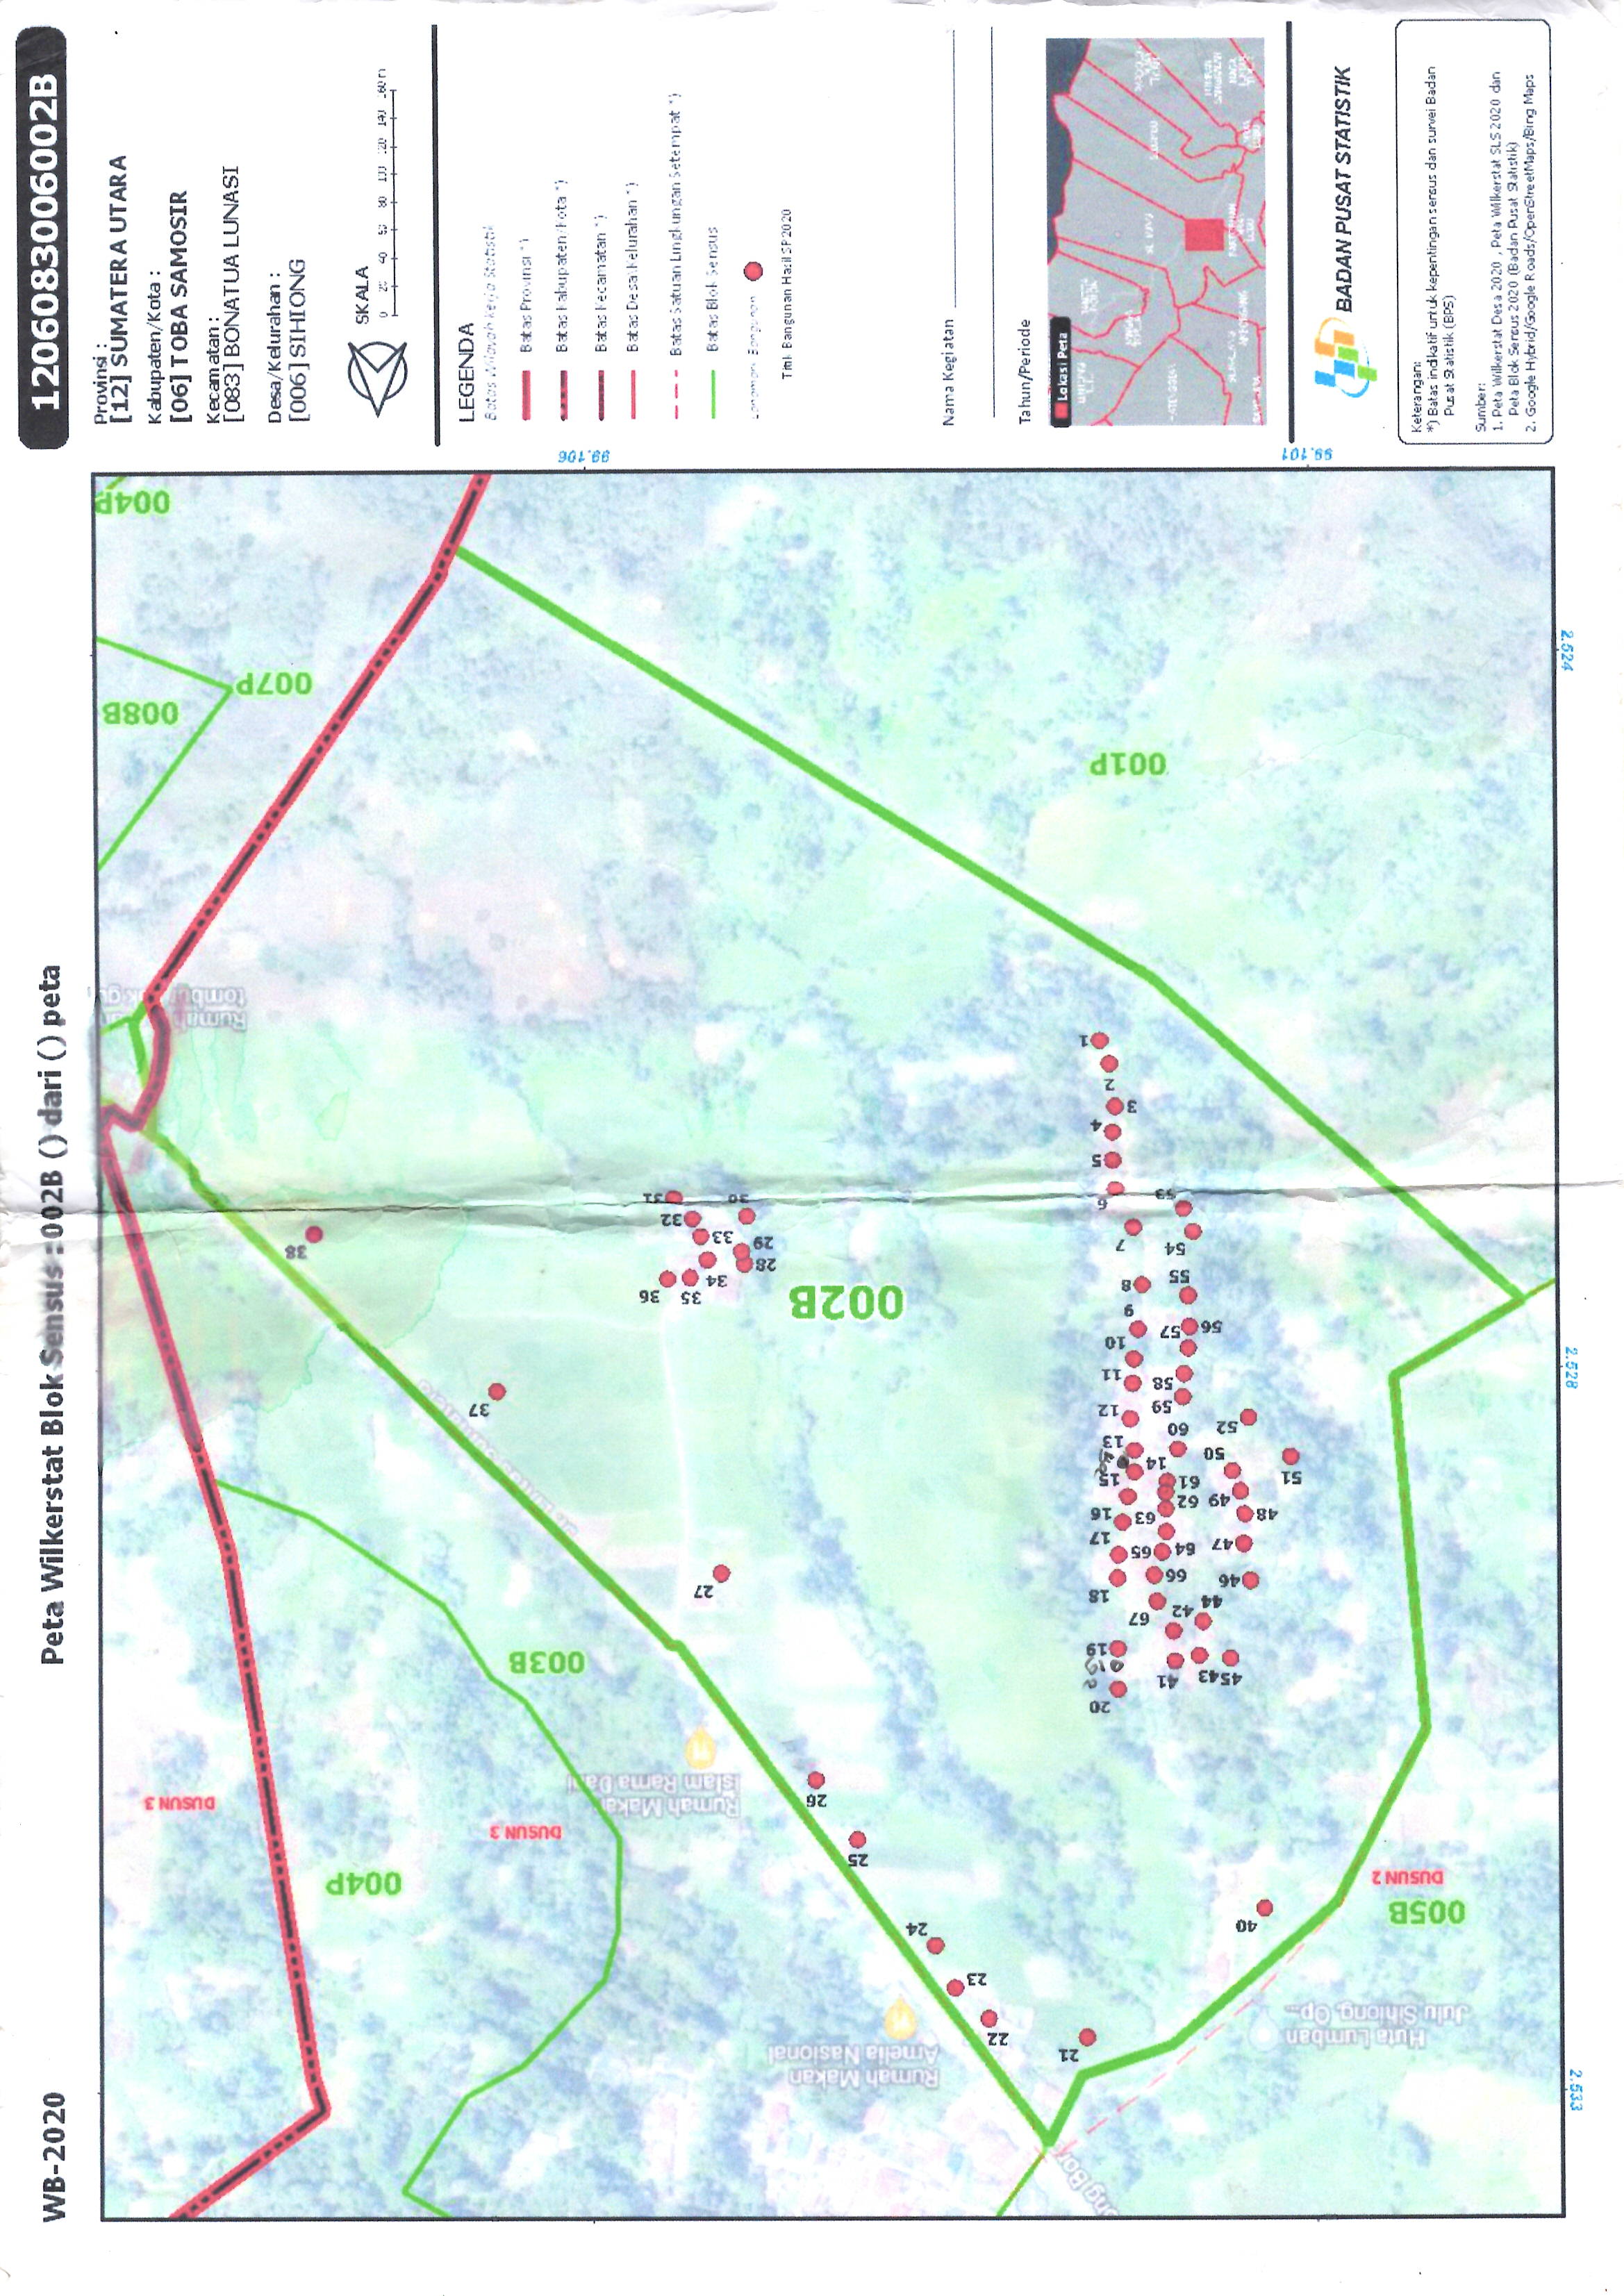 WB-2020
Peta Wilkerstat Blok Sensus : 002B () dari () peta
1206083006002B
Provinsi :
[12] SUMATERA UTARA
Kabupaten/Kota :
[06] TOBA SAMOSIR
Kecamatan :
[083] BONATUA LUNASI
Desa/Kelurahan :
[006] SIHIONG
SKALA
0 20 40 60 80 100 120 140 160 m
LEGENDA
Batas Wilayah Kerja Statistik
Batas Provinsi *)
Batas Kabupaten/Kota *)
Batas Kecamatan *)
Batas Desa\Kelurahan *)
Batas Satuan Lingkungan Setempat *)
Batas Blok Sensus
Bangunan
Titik Bangunan Hasil SP2020
Nama Kegiatan
Tahun/Periode
Lokasi Peta
BADAN PUSAT STATISTIK
Keterangan:
*) Batas indikatif untuk kepentingan sensus dan survei Badan
Pusat Statistik (BPS)
Sumber:
1. Peta Wilkerstat Desa 2020 , Peta Wilkerstat SLS 2020 dan
Peta Blok Sensus 2020 (Badan Pusat Statistik)
2. Google Hybrid/Google Roads/OpenStreetMaps/Bing Maps
DUSUN 3
004P
DUSUN 3
003B
008B
004P
007P
002B
001P
005B
DUSUN 2
Rumah Makan
Islam Rama Dani
Rumah Makan
Amelia Nasional
Huta Lumban
Julu Sihiong, Op...
38
37
36
35
34
33
32
31
30
29
28
27
26
25
24
23
22
21
20
19
18
17
16
15
14
13
12
11
10
9
8
7
6
5
4
3
2
1
40
41
42
43
44
45
46
47
48
49
50
51
52
53
54
55
56
57
58
59
60
61
62
63
64
65
66
67
99.106
99.101
2.533
2.528
2.524